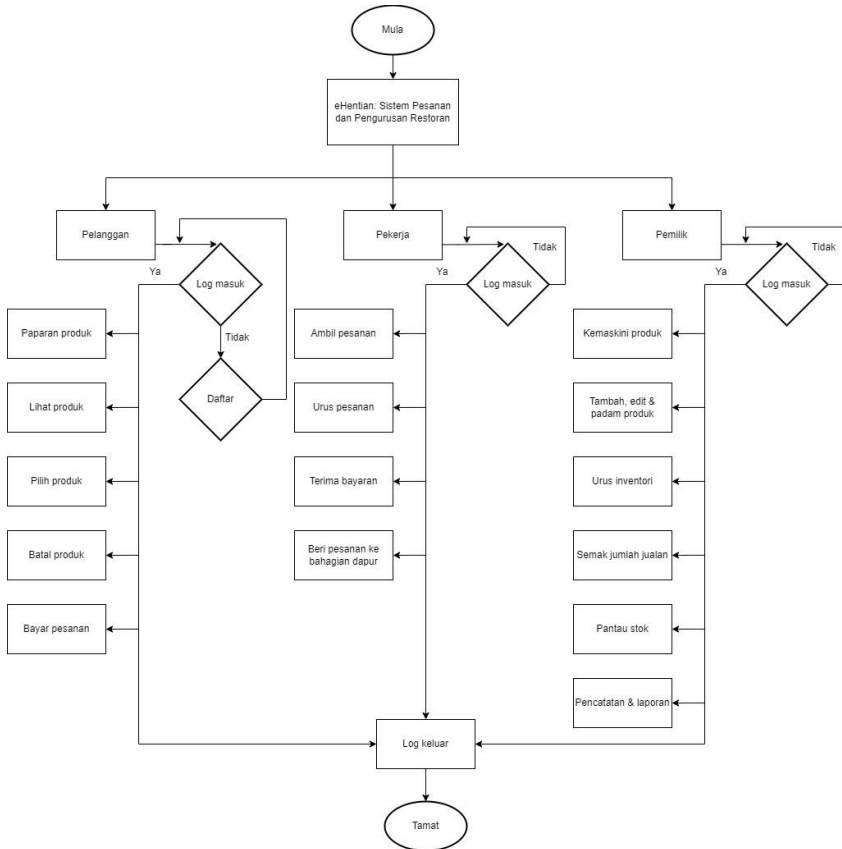 Mula
eHentian: Sistem Pesanan
dan Pengurusan Restoran
Pelanggan
Pekerja
Pemilik
Tidak
Tidak
Ya
Ya
Ya
Log masuk
Log masuk
Log masuk
Paparan produk
Tidak
Ambil pesanan
Kemaskini produk
Lihat produk
Daftar
Urus pesanan
Tambah, edit &
padam produk
Pilih produk
Terima bayaran
Urus inventori
Batal produk
Beri pesanan ke
bahagian dapur
Semak jumlah jualan
Bayar pesanan
Pantau stok
Pencatatan & laporan
Log keluar
Tamat